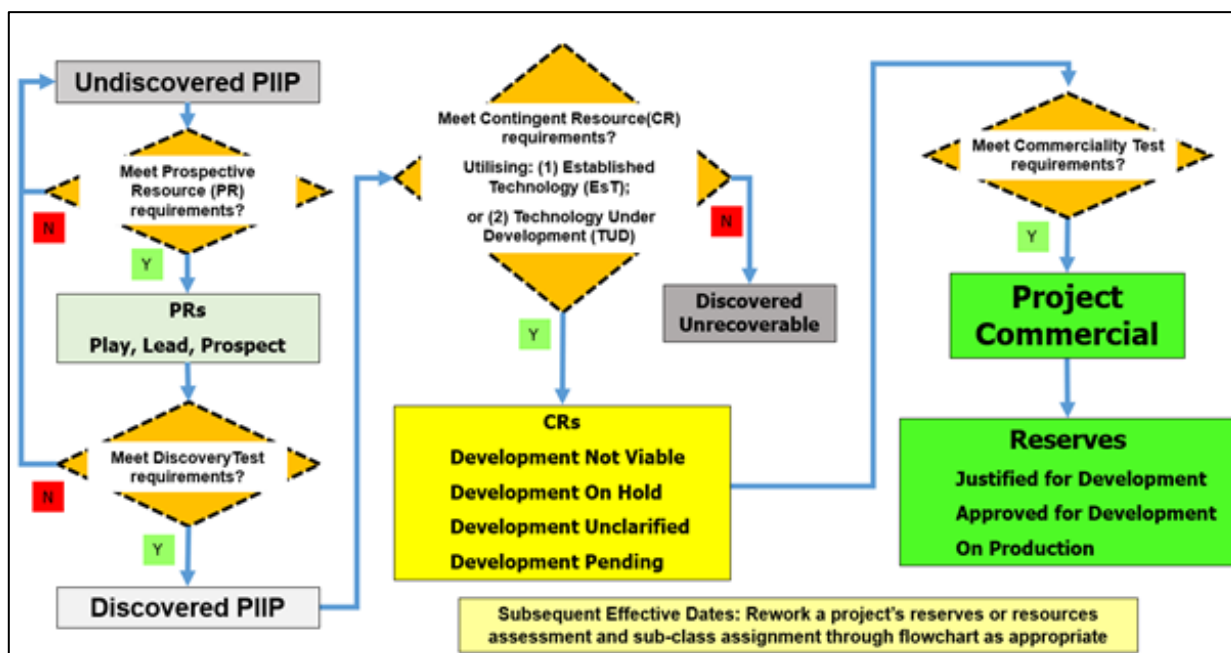 Undiscovered PIIP
Meet Prospective
Resource (PR)
requirements?
N
Y
PRs
Play, Lead, Prospect
Meet DiscoveryTest
requirements?
N
Y
Discovered PIIP
Meet Contingent Resource(CR)
requirements?
Utilising: (1) Established
Technology (EsT);
or (2) Technology Under
Development (TUD)
N
Discovered
Unrecoverable
Y
CRs
Development Not Viable
Development On Hold
Development Unclarified
Development Pending
Meet Commerciality Test
requirements?
Y
Project
Commercial
Reserves
Justified for Development
Approved for Development
On Production
Subsequent Effective Dates: Rework a project's reserves or resources
assessment and sub-class assignment through flowchart as appropriate